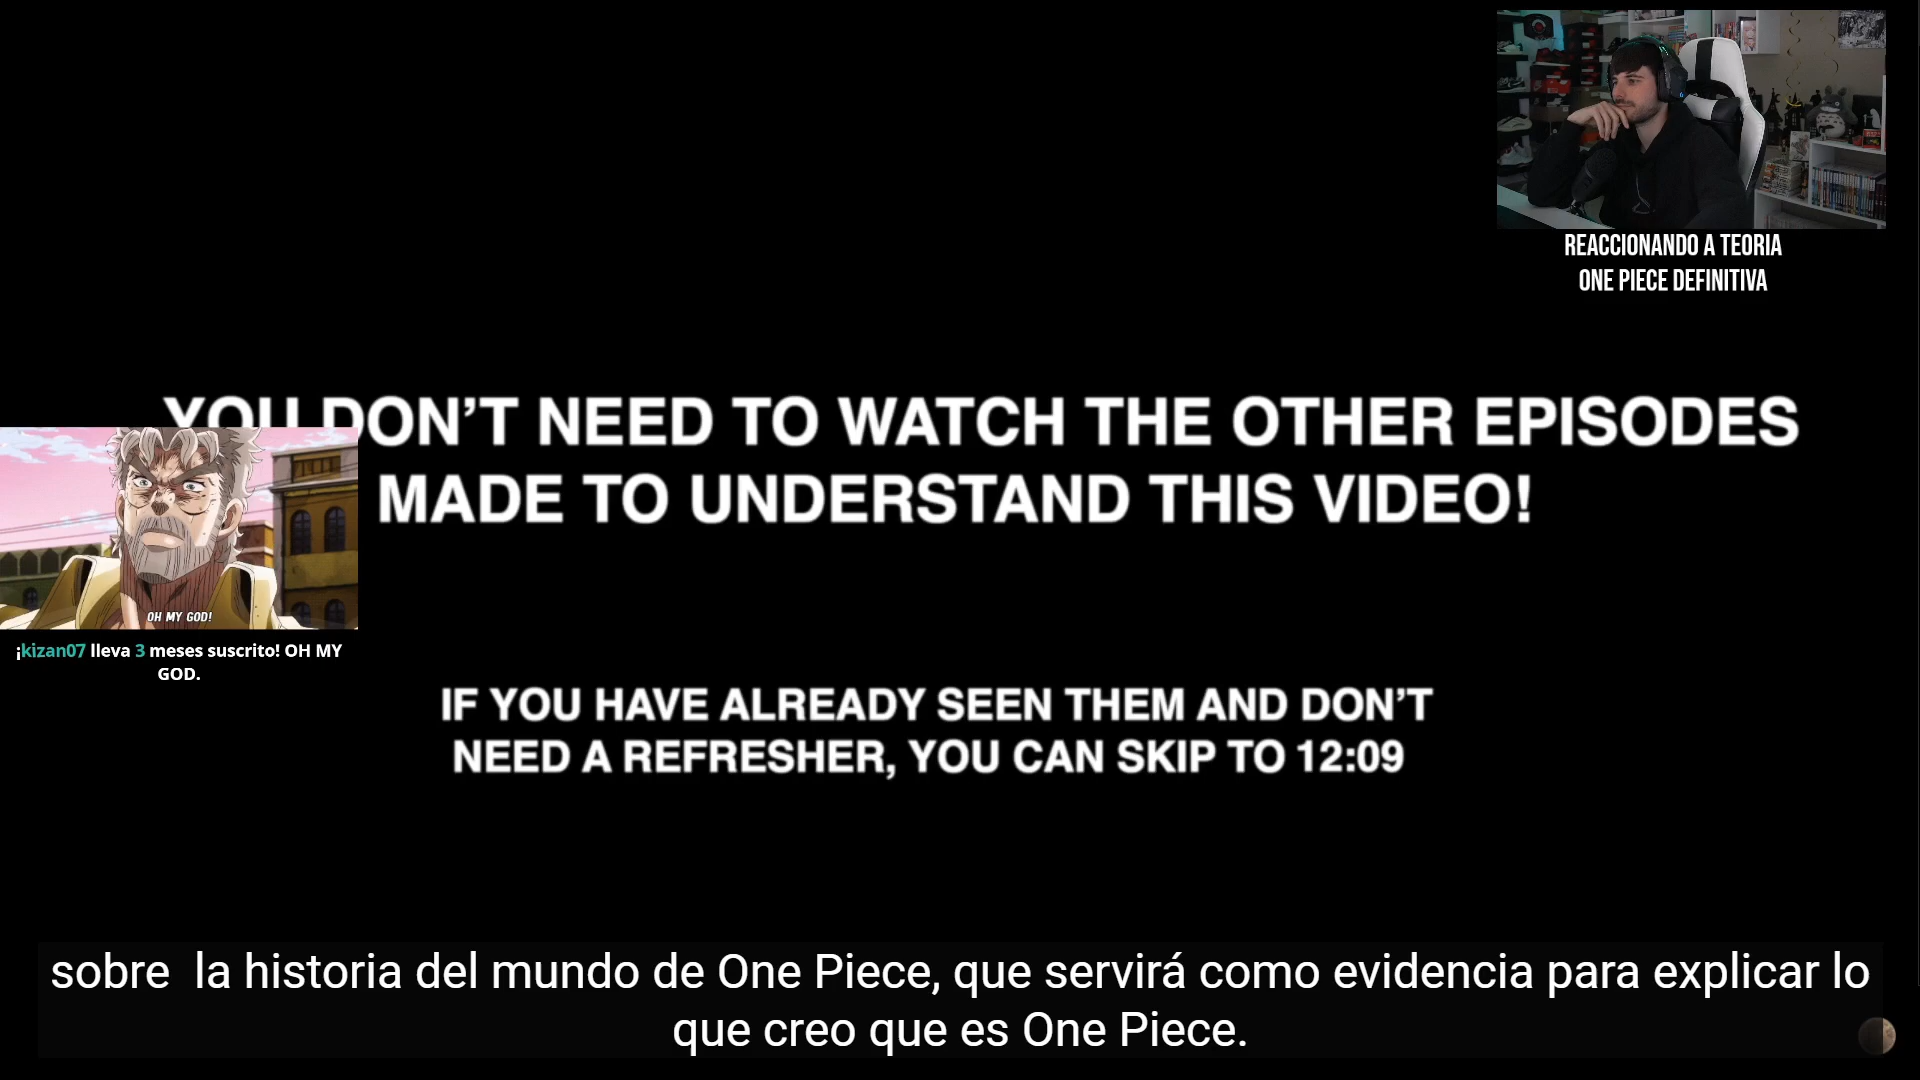 REACCIONANDO A TEORIA
ONE PIECE DEFINITIVA
YOU DON'T NEED TO WATCH THE OTHER EPISODES
MADE TO UNDERSTAND THIS VIDEO!
OH MY GOD!
¡kizan07 lleva 3 meses suscrito! OH MY
GOD.
IF YOU HAVE ALREADY SEEN THEM AND DON'T
NEED A REFRESHER, YOU CAN SKIP TO 12:09
sobre la historia del mundo de One Piece, que servirá como evidencia para explicar lo
que creo que es One Piece.